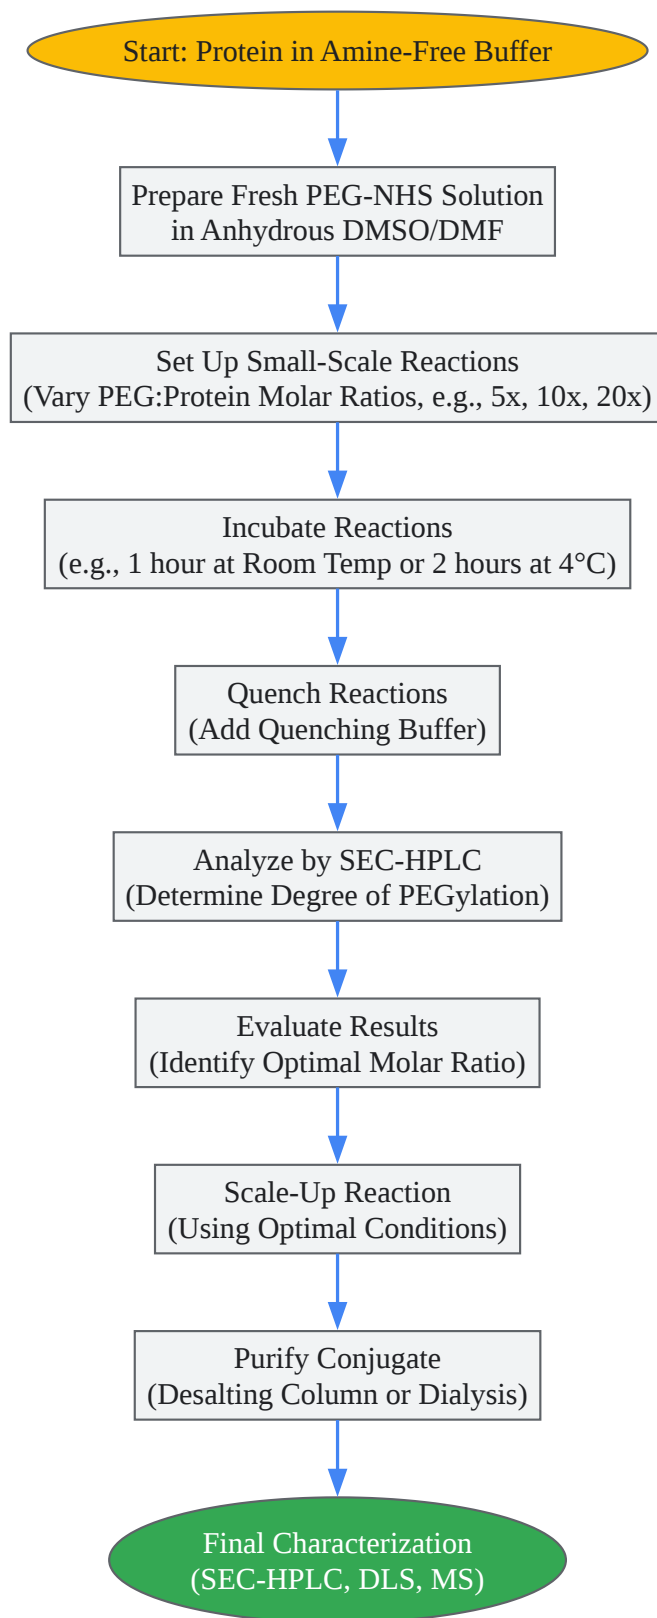 Start: Protein in Amine-Free Buffer
Prepare Fresh PEG-NHS Solution
in Anhydrous DMSO/DMF
Set Up Small-Scale Reactions
(Vary PEG:Protein Molar Ratios, e.g., 5x, 10x, 20x)
Incubate Reactions
(e.g., 1 hour at Room Temp or 2 hours at 4°C)
Quench Reactions
(Add Quenching Buffer)
Analyze by SEC-HPLC
(Determine Degree of PEGylation)
Evaluate Results
(Identify Optimal Molar Ratio)
Scale-Up Reaction
(Using Optimal Conditions)
Purify Conjugate
(Desalting Column or Dialysis)
Final Characterization
(SEC-HPLC, DLS, MS)